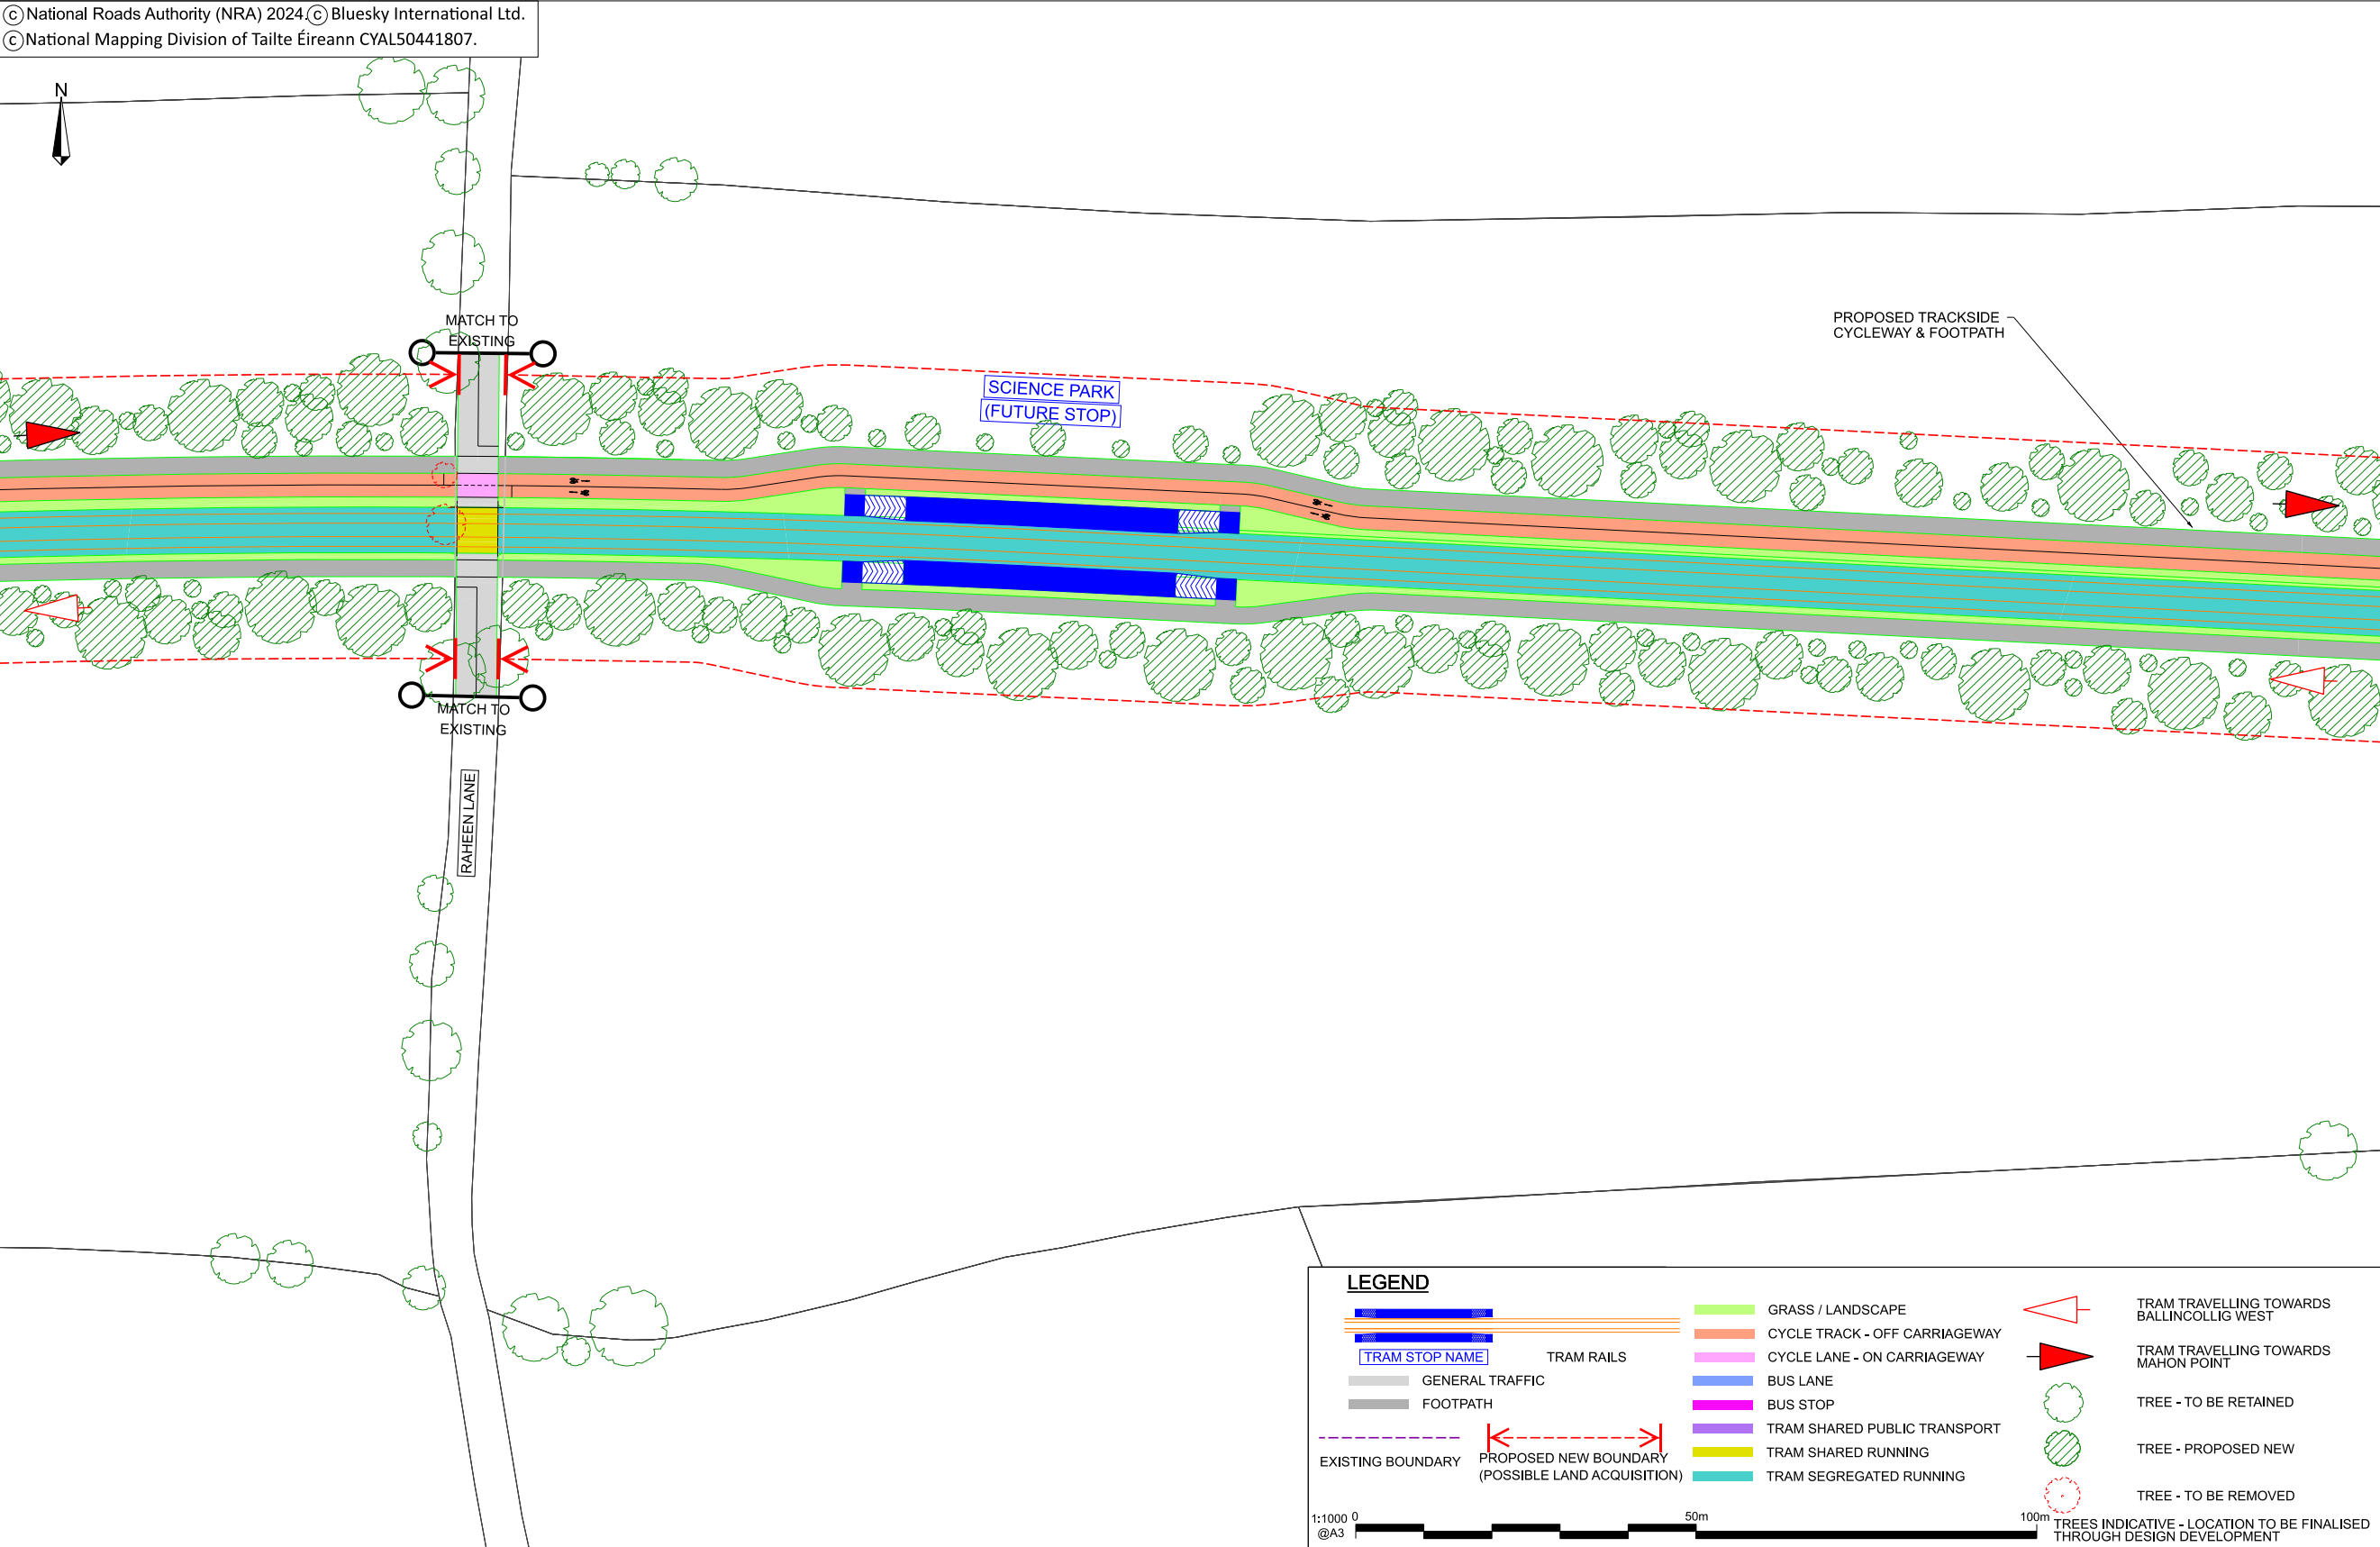 © National Roads Authority (NRA) 2024. © Bluesky International Ltd.
© National Mapping Division of Tailte Éireann CYAL50441807.
N
MATCH TO
EXISTING
PROPOSED TRACKSIDE
CYCLEWAY & FOOTPATH
SCIENCE PARK
(FUTURE STOP)
MATCH TO
EXISTING
RAHEEN LANE
LEGEND
TRAM STOP NAME
TRAM RAILS
GENERAL TRAFFIC
FOOTPATH
EXISTING BOUNDARY
PROPOSED NEW BOUNDARY
(POSSIBLE LAND ACQUISITION)
GRASS / LANDSCAPE
CYCLE TRACK - OFF CARRIAGEWAY
CYCLE LANE - ON CARRIAGEWAY
BUS LANE
BUS STOP
TRAM SHARED PUBLIC TRANSPORT
TRAM SHARED RUNNING
TRAM SEGREGATED RUNNING
TRAM TRAVELLING TOWARDS
BALLINCOLLIG WEST
TRAM TRAVELLING TOWARDS
MAHON POINT
TREE - TO BE RETAINED
TREE - PROPOSED NEW
TREE - TO BE REMOVED
TREES INDICATIVE - LOCATION TO BE FINALISED
THROUGH DESIGN DEVELOPMENT
1:1000
@A3
0
50m
100m